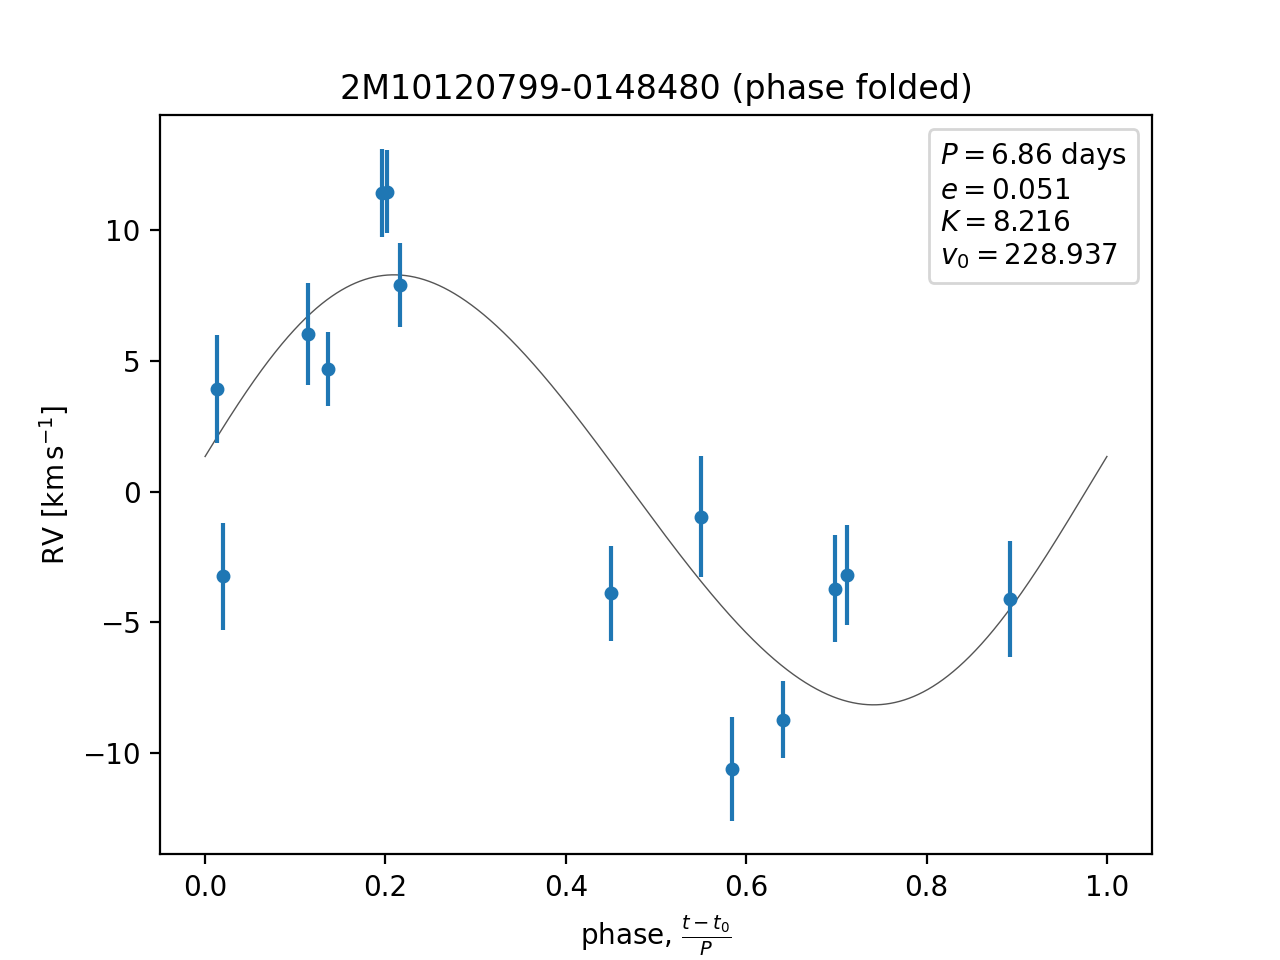 2M10120799-0148480 (phase folded)
P = 6.86 days
e = 0.051
K = 8.216
v₀ = 228.937
RV [km s⁻¹]
10
5
0
−5
−10
0.0 0.2 0.4 0.6 0.8 1.0
phase, (t − t₀)/P